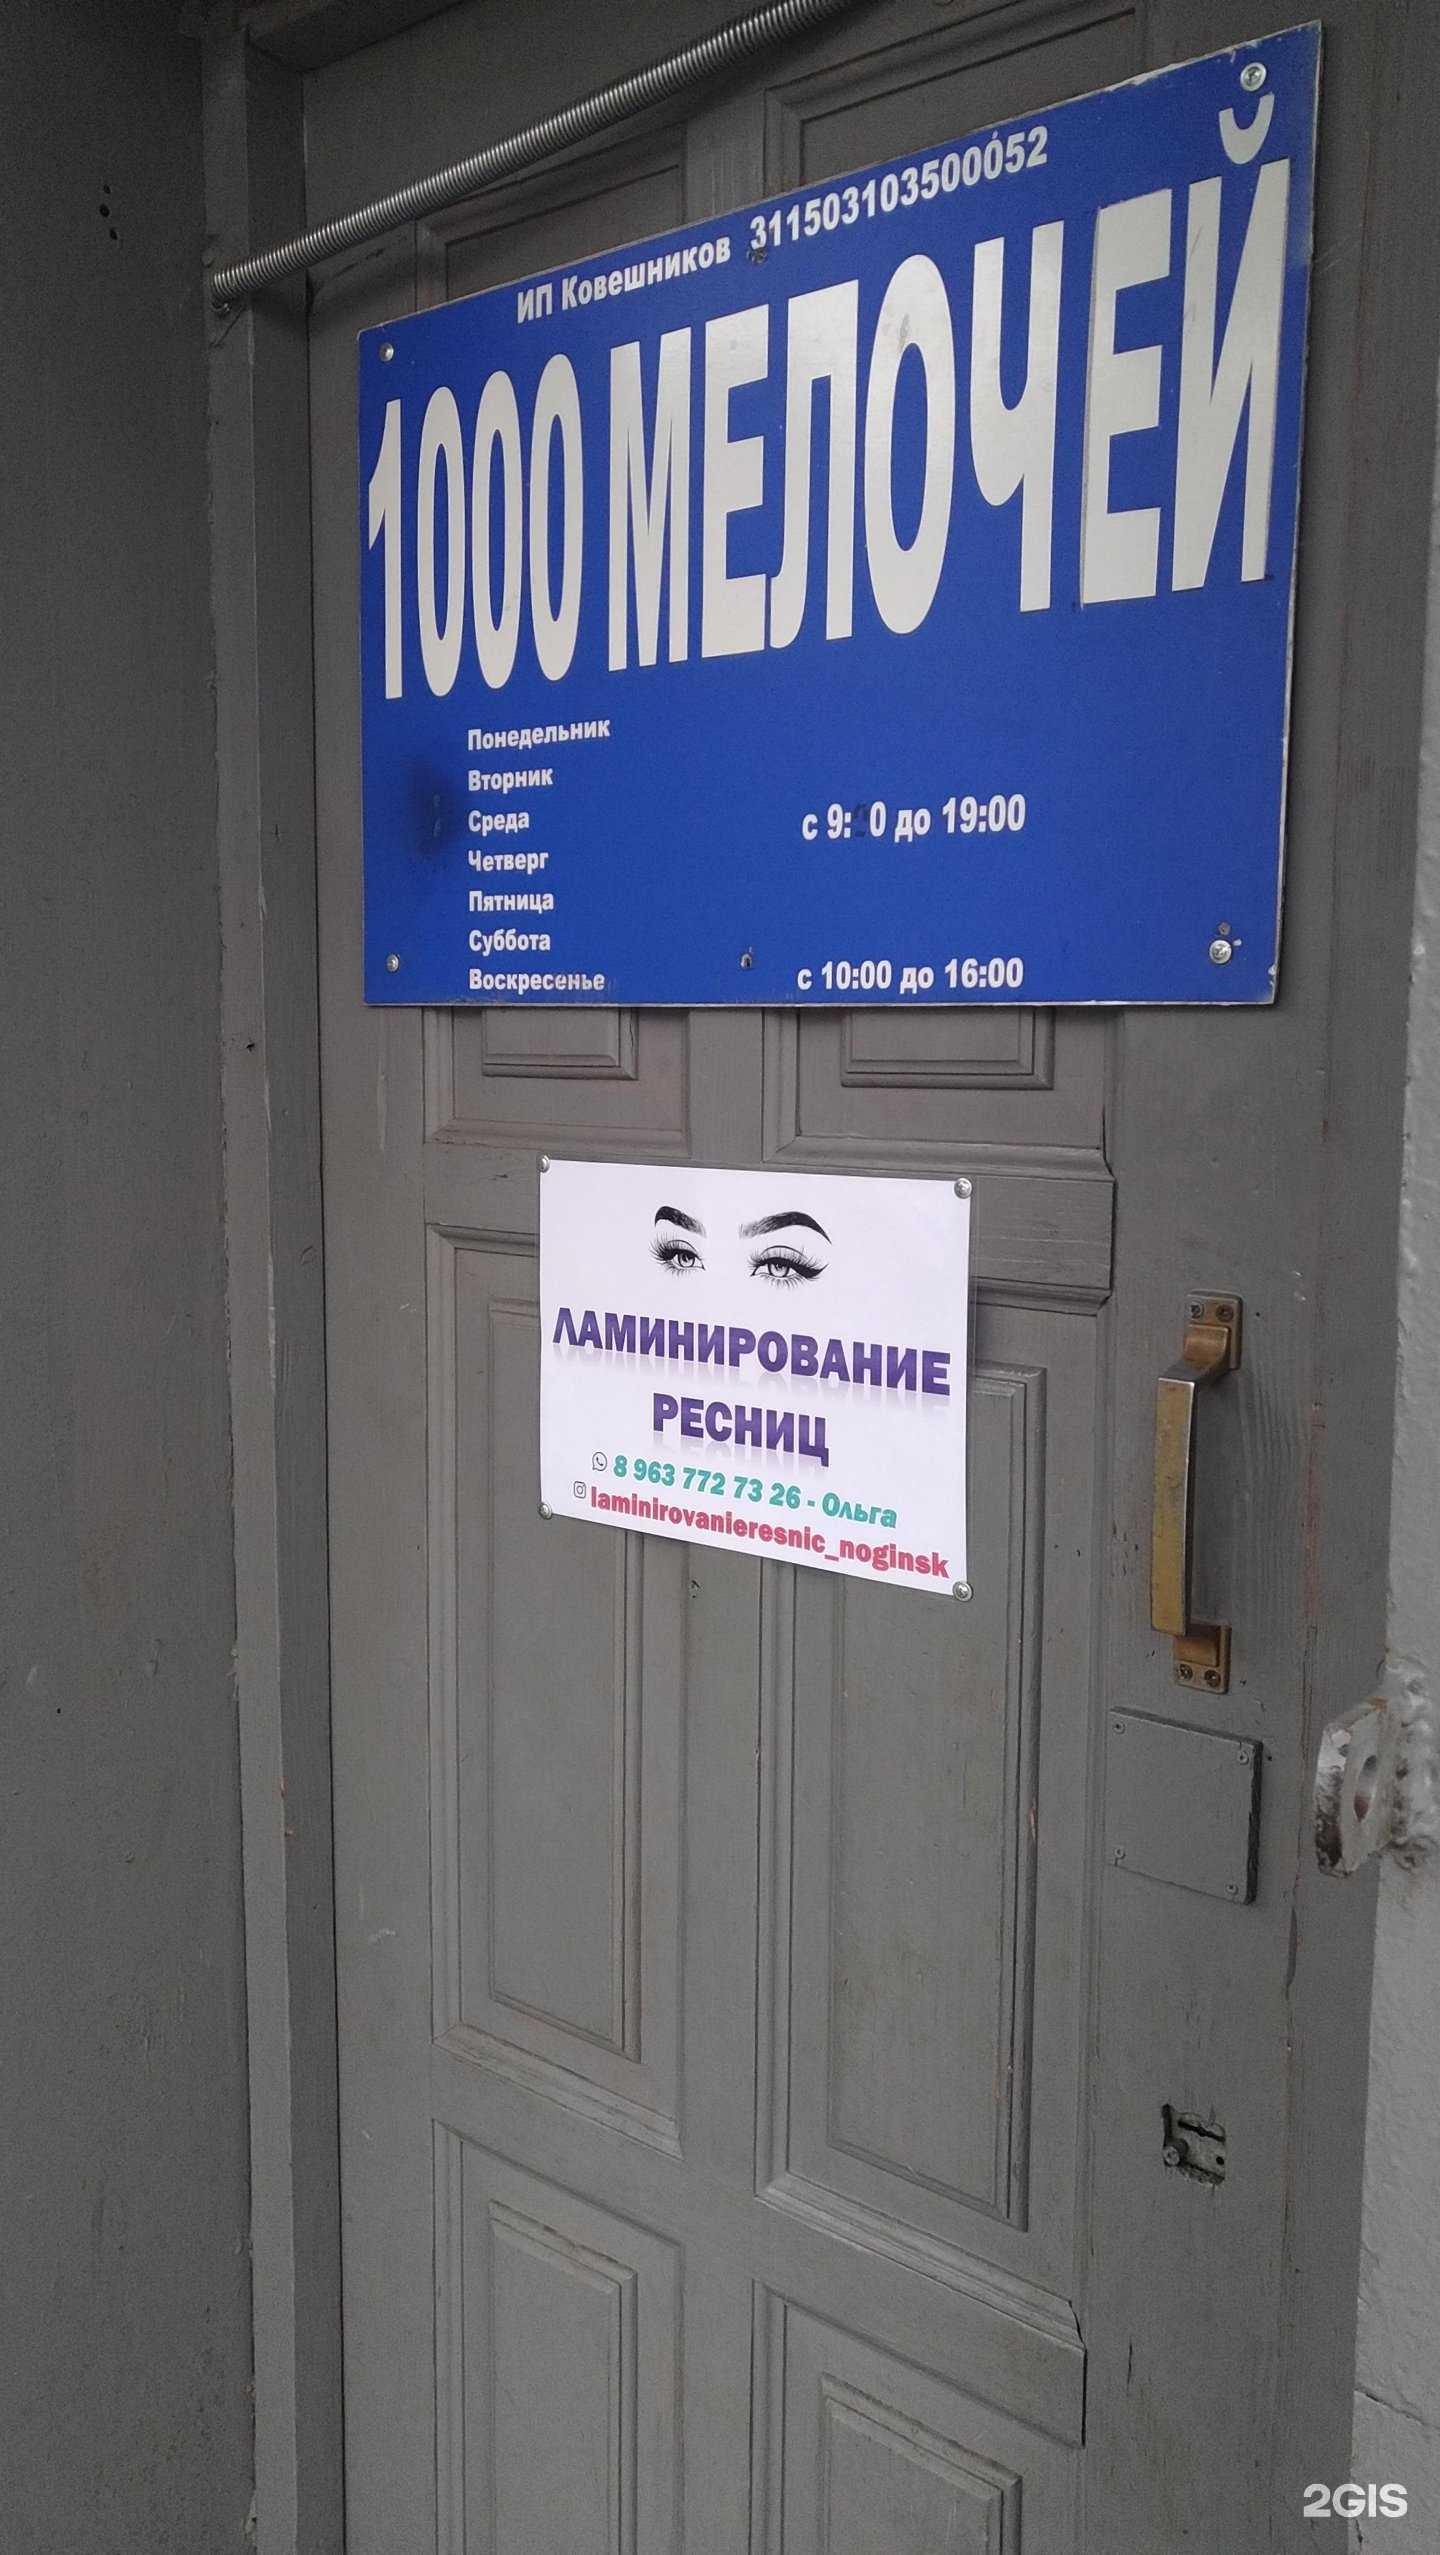 ИП Ковешников 311503103500052
1000 МЕЛОЧЕЙ
Понедельник
Вторник
Среда
с 9: 0 до 19:00
Четверг
Пятница
Суббота
Воскресенье с 10:00 до 16:00
ЛАМИНИРОВАНИЕ
РЕСНИЦ
8 963 772 73 26 - Ольга
laminirovanieresnic_noginsk
2GIS